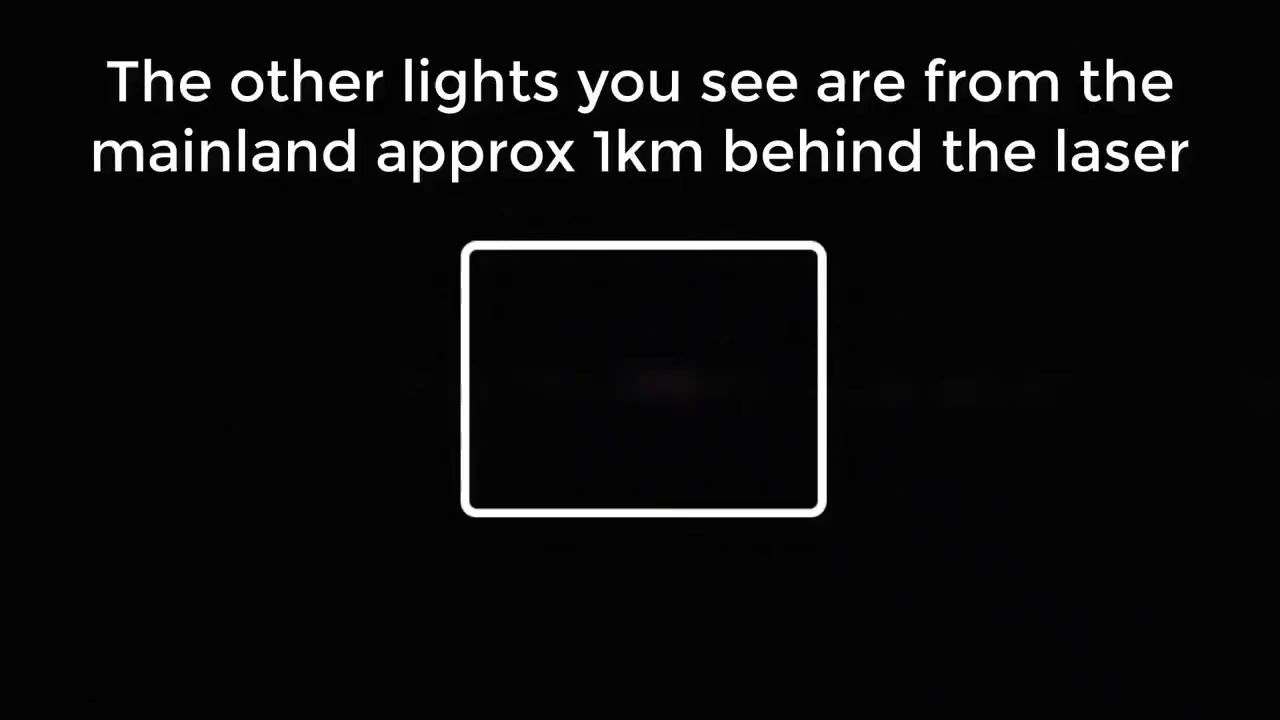 The other lights you see are from the
mainland approx 1km behind the laser